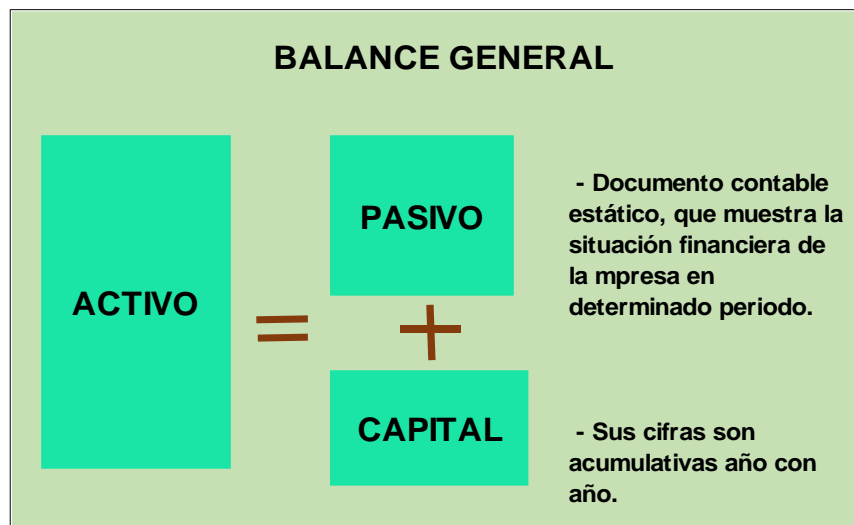 BALANCE GENERAL
ACTIVO
=
PASIVO
+
CAPITAL
- Documento contable
estático, que muestra la
situación financiera de
la mpresa en
determinado periodo.
- Sus cifras son
acumulativas año con
año.